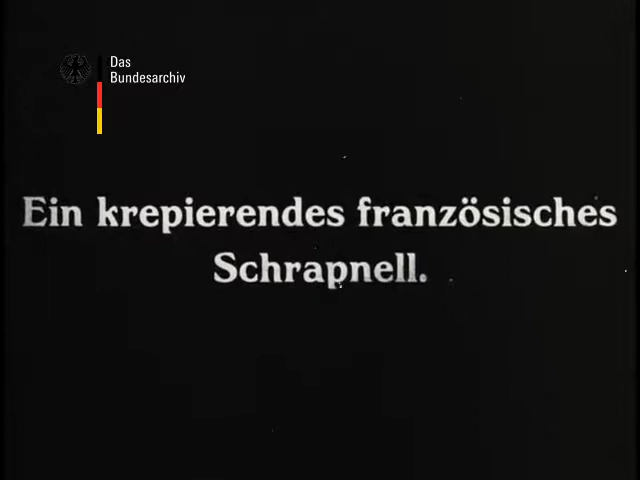 Das
Bundesarchiv
Ein krepierendes französisches
Schrapnell.